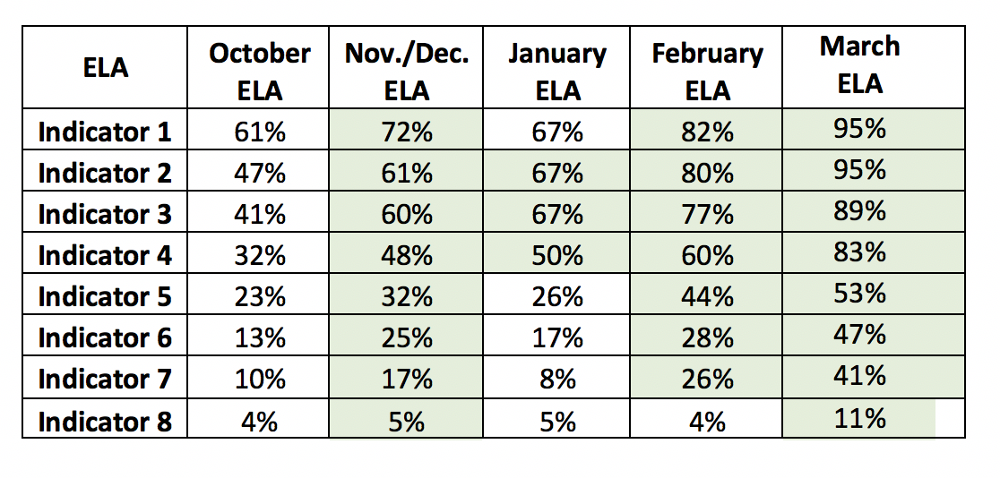 ELA October ELA Nov./Dec. ELA January ELA February ELA March ELA
Indicator 1 61% 72% 67% 82% 95%
Indicator 2 47% 61% 67% 80% 95%
Indicator 3 41% 60% 67% 77% 89%
Indicator 4 32% 48% 50% 60% 83%
Indicator 5 23% 32% 26% 44% 53%
Indicator 6 13% 25% 17% 28% 47%
Indicator 7 10% 17% 8% 26% 41%
Indicator 8 4% 5% 5% 4% 11%